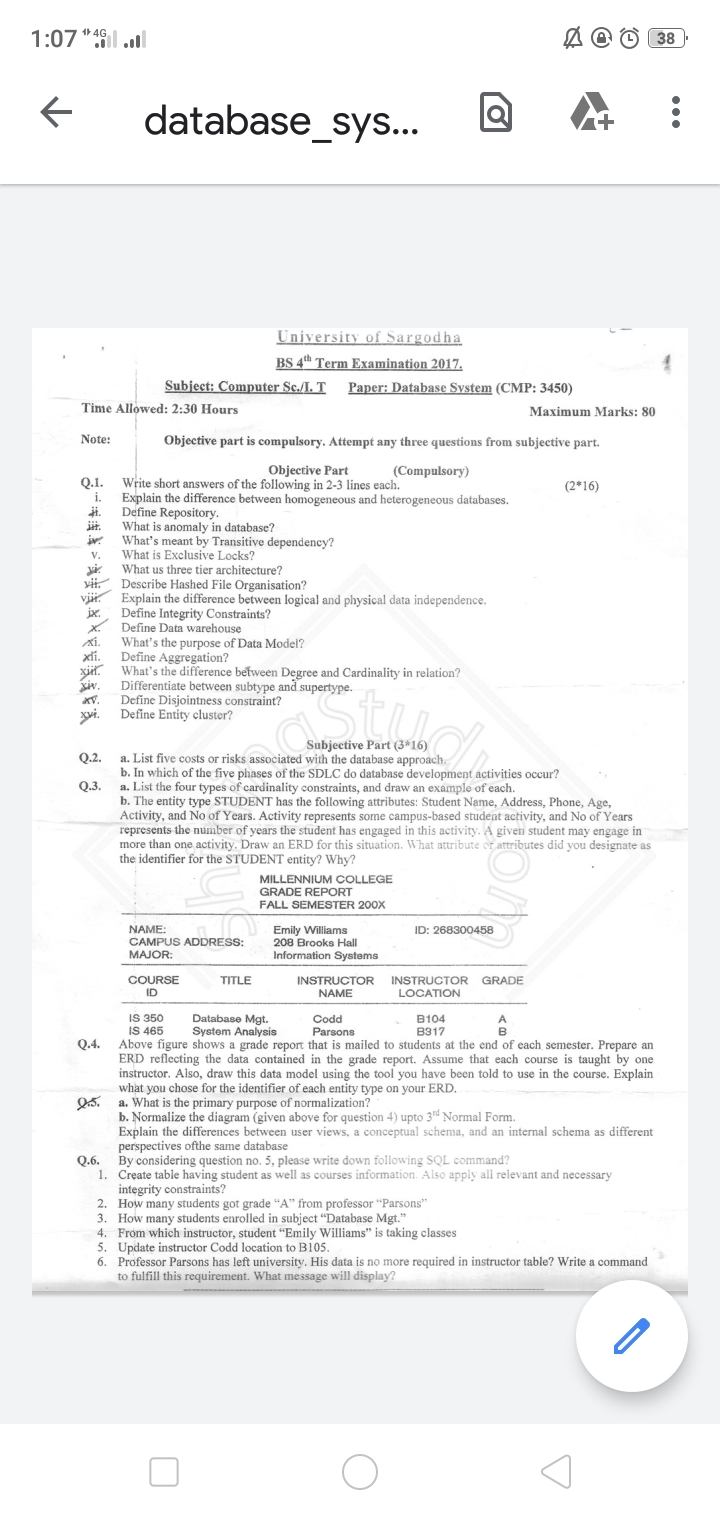 1:07 4G 38
database_sys...
University of Sargodha
BS 4th Term Examination 2017.
Subject: Computer Sc./I. T Paper: Database System (CMP: 3450)
Time Allowed: 2:30 Hours Maximum Marks: 80
Note: Objective part is compulsory. Attempt any three questions from subjective part.
Objective Part (Compulsory)
Q.1. Write short answers of the following in 2-3 lines each. (2*16)
i. Explain the difference between homogeneous and heterogeneous databases.
ii. Define Repository.
iii. What is anomaly in database?
iv. What's meant by Transitive dependency?
v. What is Exclusive Locks?
vi. What us three tier architecture?
vii. Describe Hashed File Organisation?
viii. Explain the difference between logical and physical data independence.
ix. Define Integrity Constraints?
x. Define Data warehouse
xi. What's the purpose of Data Model?
xii. Define Aggregation?
xiii. What's the difference between Degree and Cardinality in relation?
xiv. Differentiate between subtype and supertype.
xv. Define Disjointness constraint?
xvi. Define Entity cluster?
Subjective Part (3*16)
Q.2. a. List five costs or risks associated with the database approach.
b. In which of the five phases of the SDLC do database development activities occur?
Q.3. a. List the four types of cardinality constraints, and draw an example of each.
b. The entity type STUDENT has the following attributes: Student Name, Address, Phone, Age,
Activity, and No of Years. Activity represents some campus-based student activity, and No of Years
represents the number of years the student has engaged in this activity. A given student may engage in
more than one activity. Draw an ERD for this situation. What attribute or attributes did you designate as
the identifier for the STUDENT entity? Why?
MILLENNIUM COLLEGE
GRADE REPORT
FALL SEMESTER 200X
NAME: Emily Williams ID: 268300458
CAMPUS ADDRESS: 208 Brooks Hall
MAJOR: Information Systems
COURSE TITLE INSTRUCTOR INSTRUCTOR GRADE
ID NAME LOCATION
IS 350 Database Mgt. Codd B104 A
IS 465 System Analysis Parsons B317 B
Q.4. Above figure shows a grade report that is mailed to students at the end of each semester. Prepare an
ERD reflecting the data contained in the grade report. Assume that each course is taught by one
instructor. Also, draw this data model using the tool you have been told to use in the course. Explain
what you chose for the identifier of each entity type on your ERD.
Q.5. a. What is the primary purpose of normalization?
b. Normalize the diagram (given above for question 4) upto 3rd Normal Form.
Explain the differences between user views, a conceptual schema, and an internal schema as different
perspectives ofthe same database
Q.6. By considering question no. 5, please write down following SQL command?
1. Create table having student as well as courses information. Also apply all relevant and necessary
integrity constraints?
2. How many students got grade "A" from professor "Parsons"
3. How many students enrolled in subject "Database Mgt."
4. From which instructor, student "Emily Williams" is taking classes
5. Update instructor Codd location to B105.
6. Professor Parsons has left university. His data is no more required in instructor table? Write a command
to fulfill this requirement. What message will display?